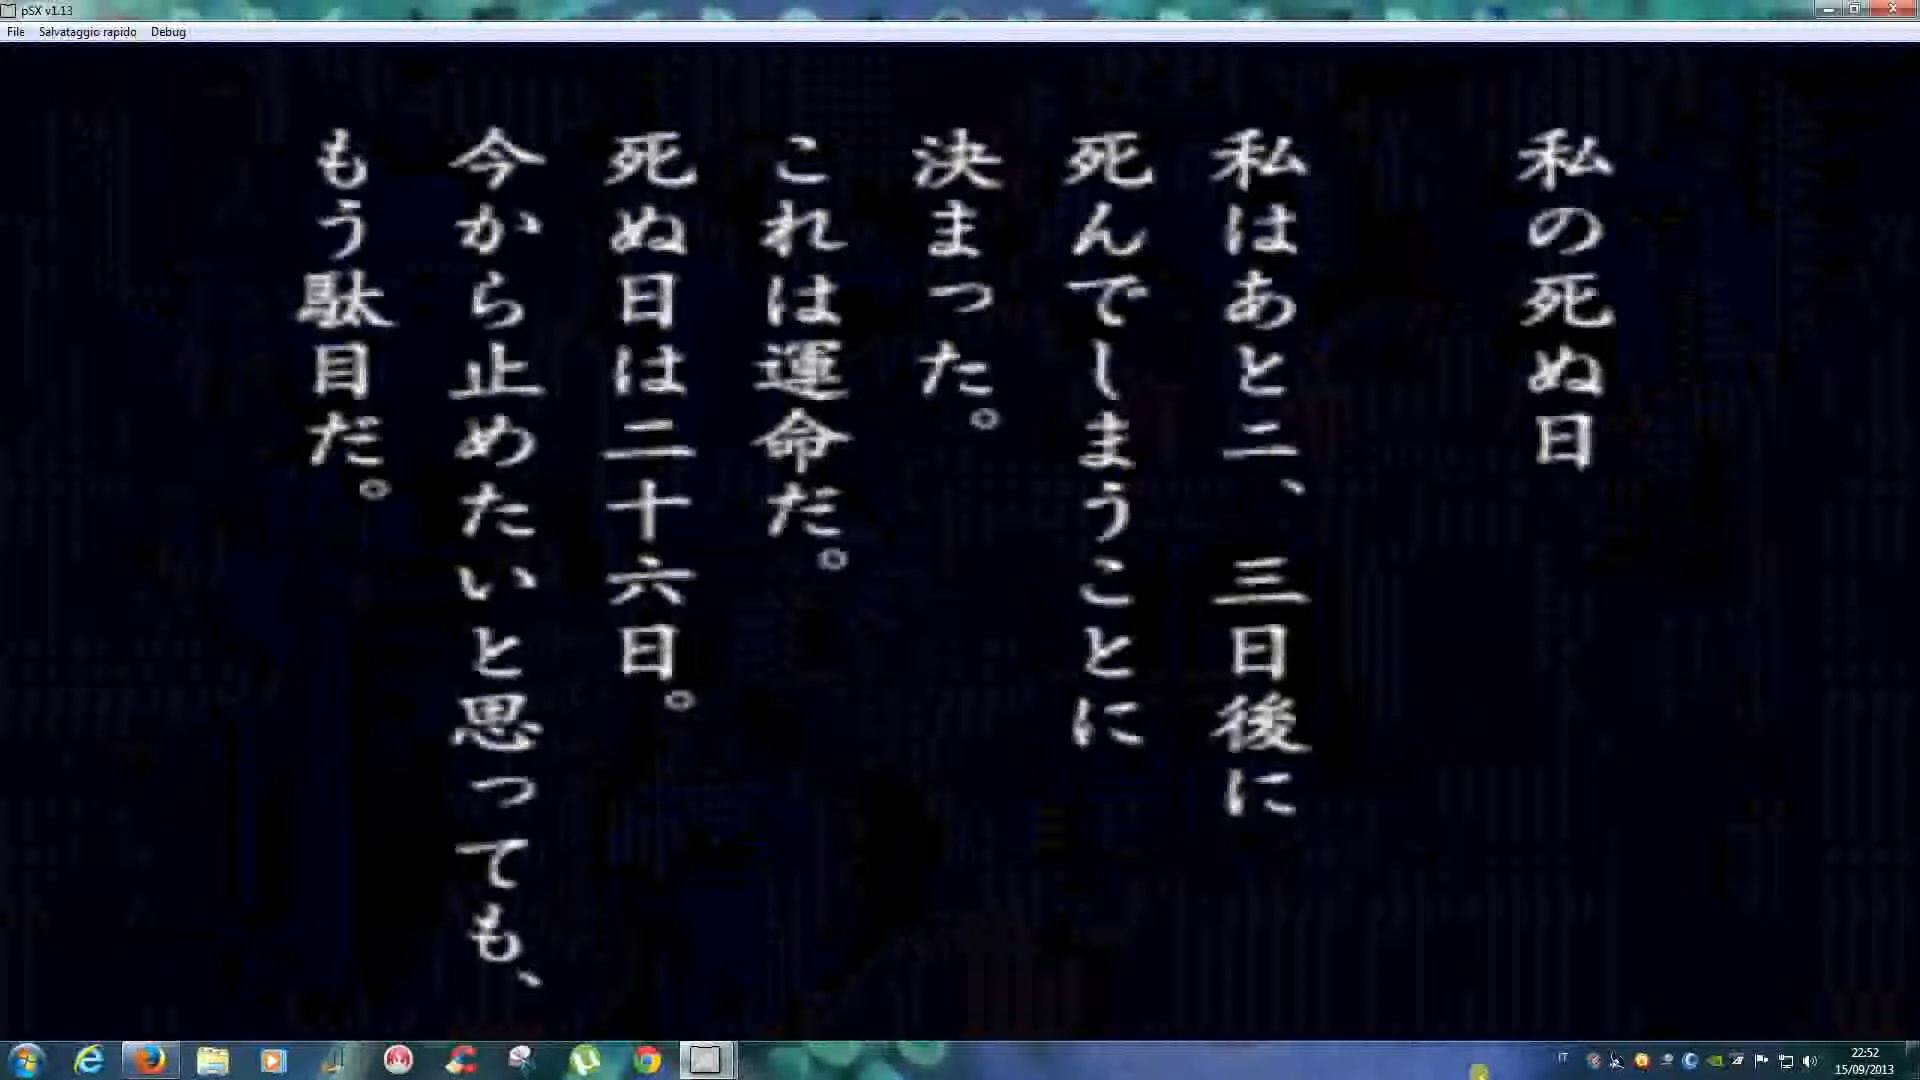 pSX v1.13
File Salvataggio rapido Debug
私の死ぬ日
私はあと二、三日後に
死んでしまうことに
決まった。
これは運命だ。
死ぬ日は二十六日。
今から止めたいと思っても、
もう駄目だ。
IT
22:52
15/09/2013